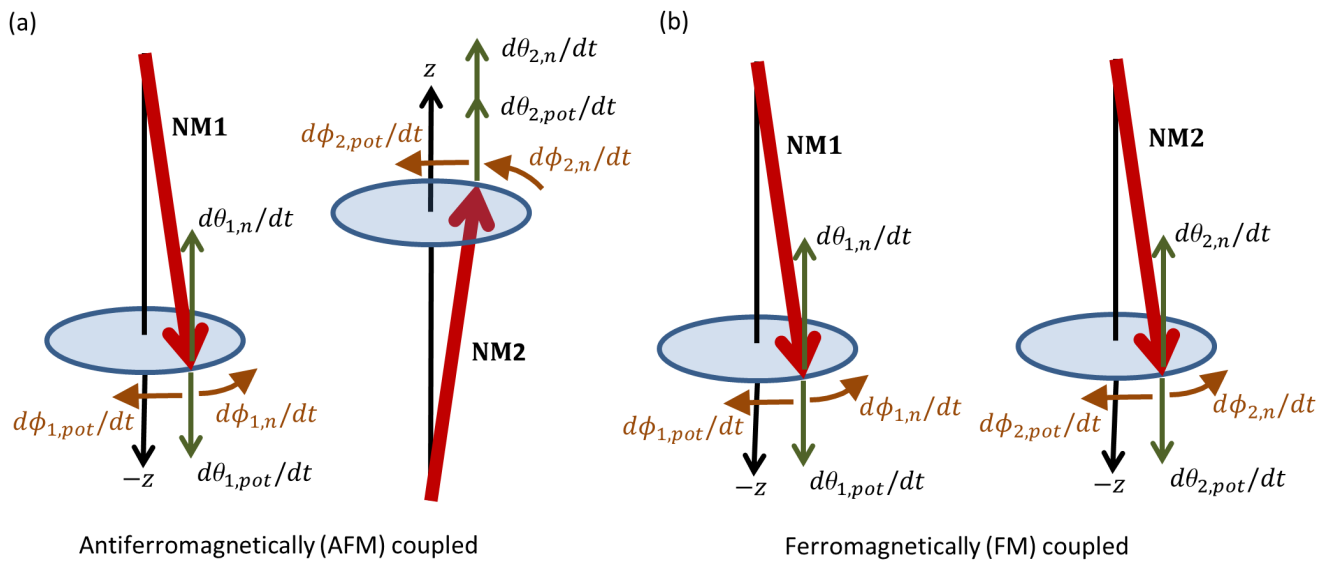 (a)
NM1
dθ₁,ₙ/dt
dϕ₁,pot/dt
dϕ₁,ₙ/dt
−z
dθ₁,pot/dt
z
dθ₂,ₙ/dt
dθ₂,pot/dt
dϕ₂,pot/dt
dϕ₂,ₙ/dt
NM2
Antiferromagnetically (AFM) coupled
(b)
NM1
dθ₁,ₙ/dt
dϕ₁,pot/dt
dϕ₁,ₙ/dt
−z
dθ₁,pot/dt
NM2
dθ₂,ₙ/dt
dϕ₂,pot/dt
dϕ₂,ₙ/dt
−z
dθ₂,pot/dt
Ferromagnetically (FM) coupled